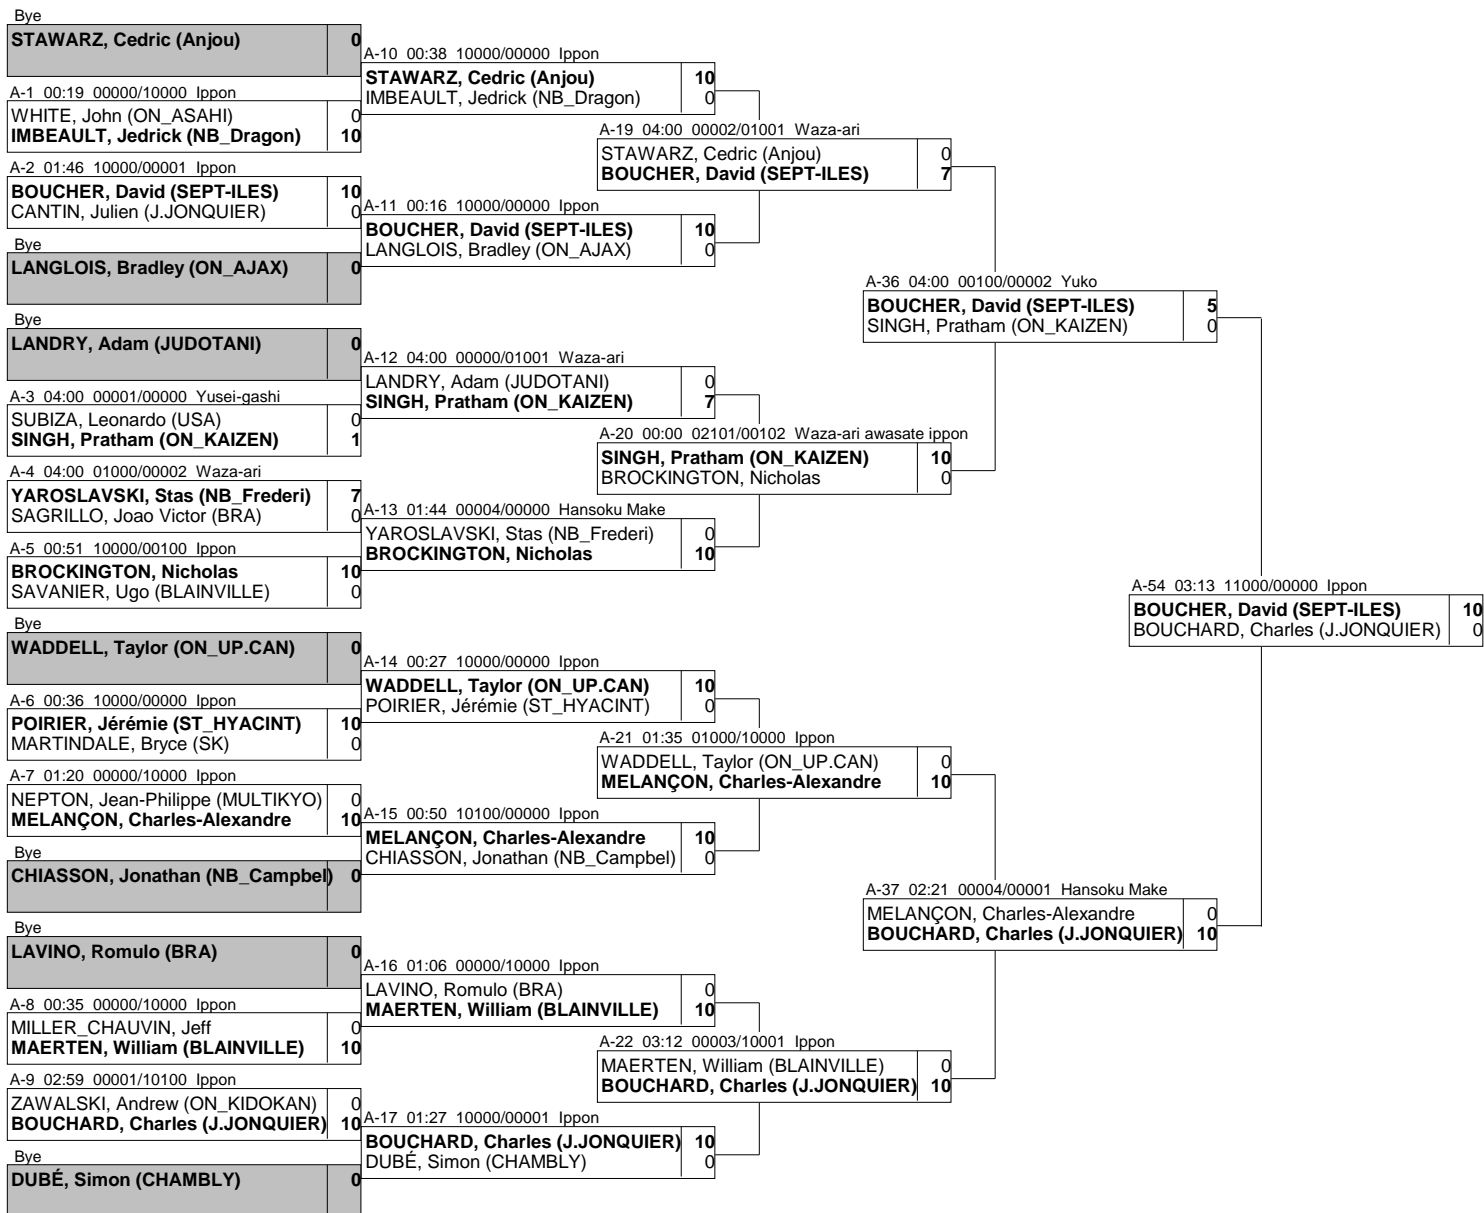 Bye
STAWARZ, Cedric (Anjou) 0
A-1 00:19 00000/10000 Ippon
WHITE, John (ON_ASAHI) 0
IMBEAULT, Jedrick (NB_Dragon) 10
A-2 01:46 10000/00001 Ippon
BOUCHER, David (SEPT-ILES) 10
CANTIN, Julien (J.JONQUIER) 0
Bye
LANGLOIS, Bradley (ON_AJAX) 0
Bye
LANDRY, Adam (JUDOTANI) 0
A-3 04:00 00001/00000 Yusei-gashi
SUBIZA, Leonardo (USA) 0
SINGH, Pratham (ON_KAIZEN) 1
A-4 04:00 01000/00002 Waza-ari
YAROSLAVSKI, Stas (NB_Frederi) 7
SAGRILLO, Joao Victor (BRA) 0
A-5 00:51 10000/00100 Ippon
BROCKINGTON, Nicholas 10
SAVANIER, Ugo (BLAINVILLE) 0
Bye
WADDELL, Taylor (ON_UP.CAN) 0
A-6 00:36 10000/00000 Ippon
POIRIER, Jérémie (ST_HYACINT) 10
MARTINDALE, Bryce (SK) 0
A-7 01:20 00000/10000 Ippon
NEPTON, Jean-Philippe (MULTIKYO) 0
MELANÇON, Charles-Alexandre 10
Bye
CHIASSON, Jonathan (NB_Campbel) 0
Bye
LAVINO, Romulo (BRA) 0
A-8 00:35 00000/10000 Ippon
MILLER_CHAUVIN, Jeff 0
MAERTEN, William (BLAINVILLE) 10
A-9 02:59 00001/10100 Ippon
ZAWALSKI, Andrew (ON_KIDOKAN) 0
BOUCHARD, Charles (J.JONQUIER) 10
Bye
DUBÉ, Simon (CHAMBLY) 0
A-10 00:38 10000/00000 Ippon
STAWARZ, Cedric (Anjou) 10
IMBEAULT, Jedrick (NB_Dragon) 0
A-11 00:16 10000/00000 Ippon
BOUCHER, David (SEPT-ILES) 10
LANGLOIS, Bradley (ON_AJAX) 0
A-12 04:00 00000/01001 Waza-ari
LANDRY, Adam (JUDOTANI) 0
SINGH, Pratham (ON_KAIZEN) 7
A-13 01:44 00004/00000 Hansoku Make
YAROSLAVSKI, Stas (NB_Frederi) 0
BROCKINGTON, Nicholas 10
A-14 00:27 10000/00000 Ippon
WADDELL, Taylor (ON_UP.CAN) 10
POIRIER, Jérémie (ST_HYACINT) 0
A-15 00:50 10100/00000 Ippon
MELANÇON, Charles-Alexandre 10
CHIASSON, Jonathan (NB_Campbel) 0
A-16 01:06 00000/10000 Ippon
LAVINO, Romulo (BRA) 0
MAERTEN, William (BLAINVILLE) 10
A-17 01:27 10000/00001 Ippon
BOUCHARD, Charles (J.JONQUIER) 10
DUBÉ, Simon (CHAMBLY) 0
A-19 04:00 00002/01001 Waza-ari
STAWARZ, Cedric (Anjou) 0
BOUCHER, David (SEPT-ILES) 7
A-20 00:00 02101/00102 Waza-ari awasate ippon
SINGH, Pratham (ON_KAIZEN) 10
BROCKINGTON, Nicholas 0
A-21 01:35 01000/10000 Ippon
WADDELL, Taylor (ON_UP.CAN) 0
MELANÇON, Charles-Alexandre 10
A-22 03:12 00003/10001 Ippon
MAERTEN, William (BLAINVILLE) 0
BOUCHARD, Charles (J.JONQUIER) 10
A-36 04:00 00100/00002 Yuko
BOUCHER, David (SEPT-ILES) 5
SINGH, Pratham (ON_KAIZEN) 0
A-37 02:21 00004/00001 Hansoku Make
MELANÇON, Charles-Alexandre 0
BOUCHARD, Charles (J.JONQUIER) 10
A-54 03:13 11000/00000 Ippon
BOUCHER, David (SEPT-ILES) 10
BOUCHARD, Charles (J.JONQUIER) 0